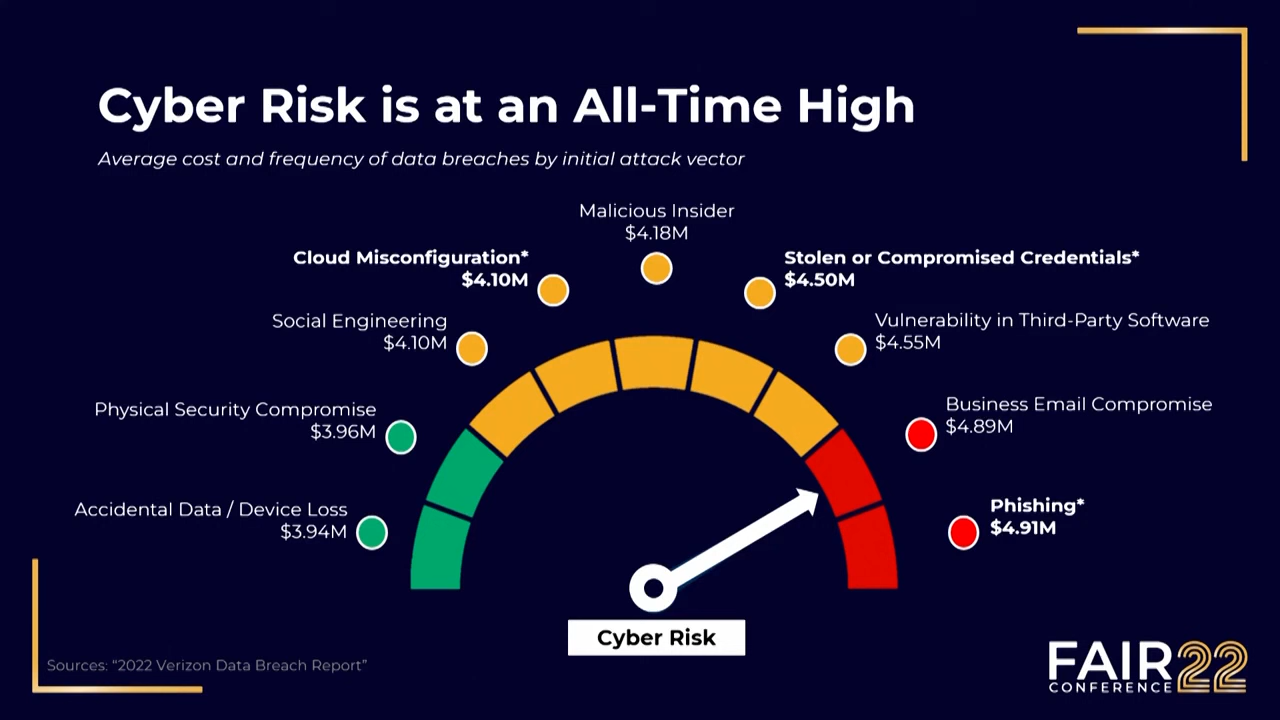 Cyber Risk is at an All-Time High
Average cost and frequency of data breaches by initial attack vector
Malicious Insider
$4.18M
Cloud Misconfiguration*
$4.10M
Stolen or Compromised Credentials*
$4.50M
Social Engineering
$4.10M
Vulnerability in Third-Party Software
$4.55M
Physical Security Compromise
$3.96M
Business Email Compromise
$4.89M
Accidental Data / Device Loss
$3.94M
Phishing*
$4.91M
Cyber Risk
Sources: “2022 Verizon Data Breach Report”
FAIR22
CONFERENCE